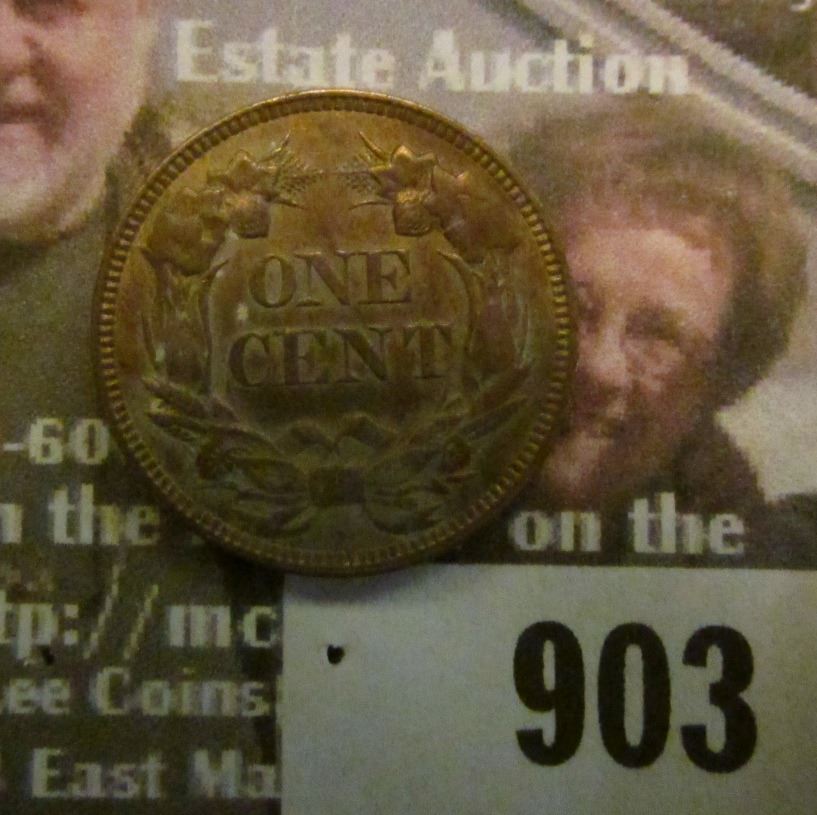 Estate Auction
ONE
CENT
-60
the on the
tp://mc
ee Coins
East Ma
903